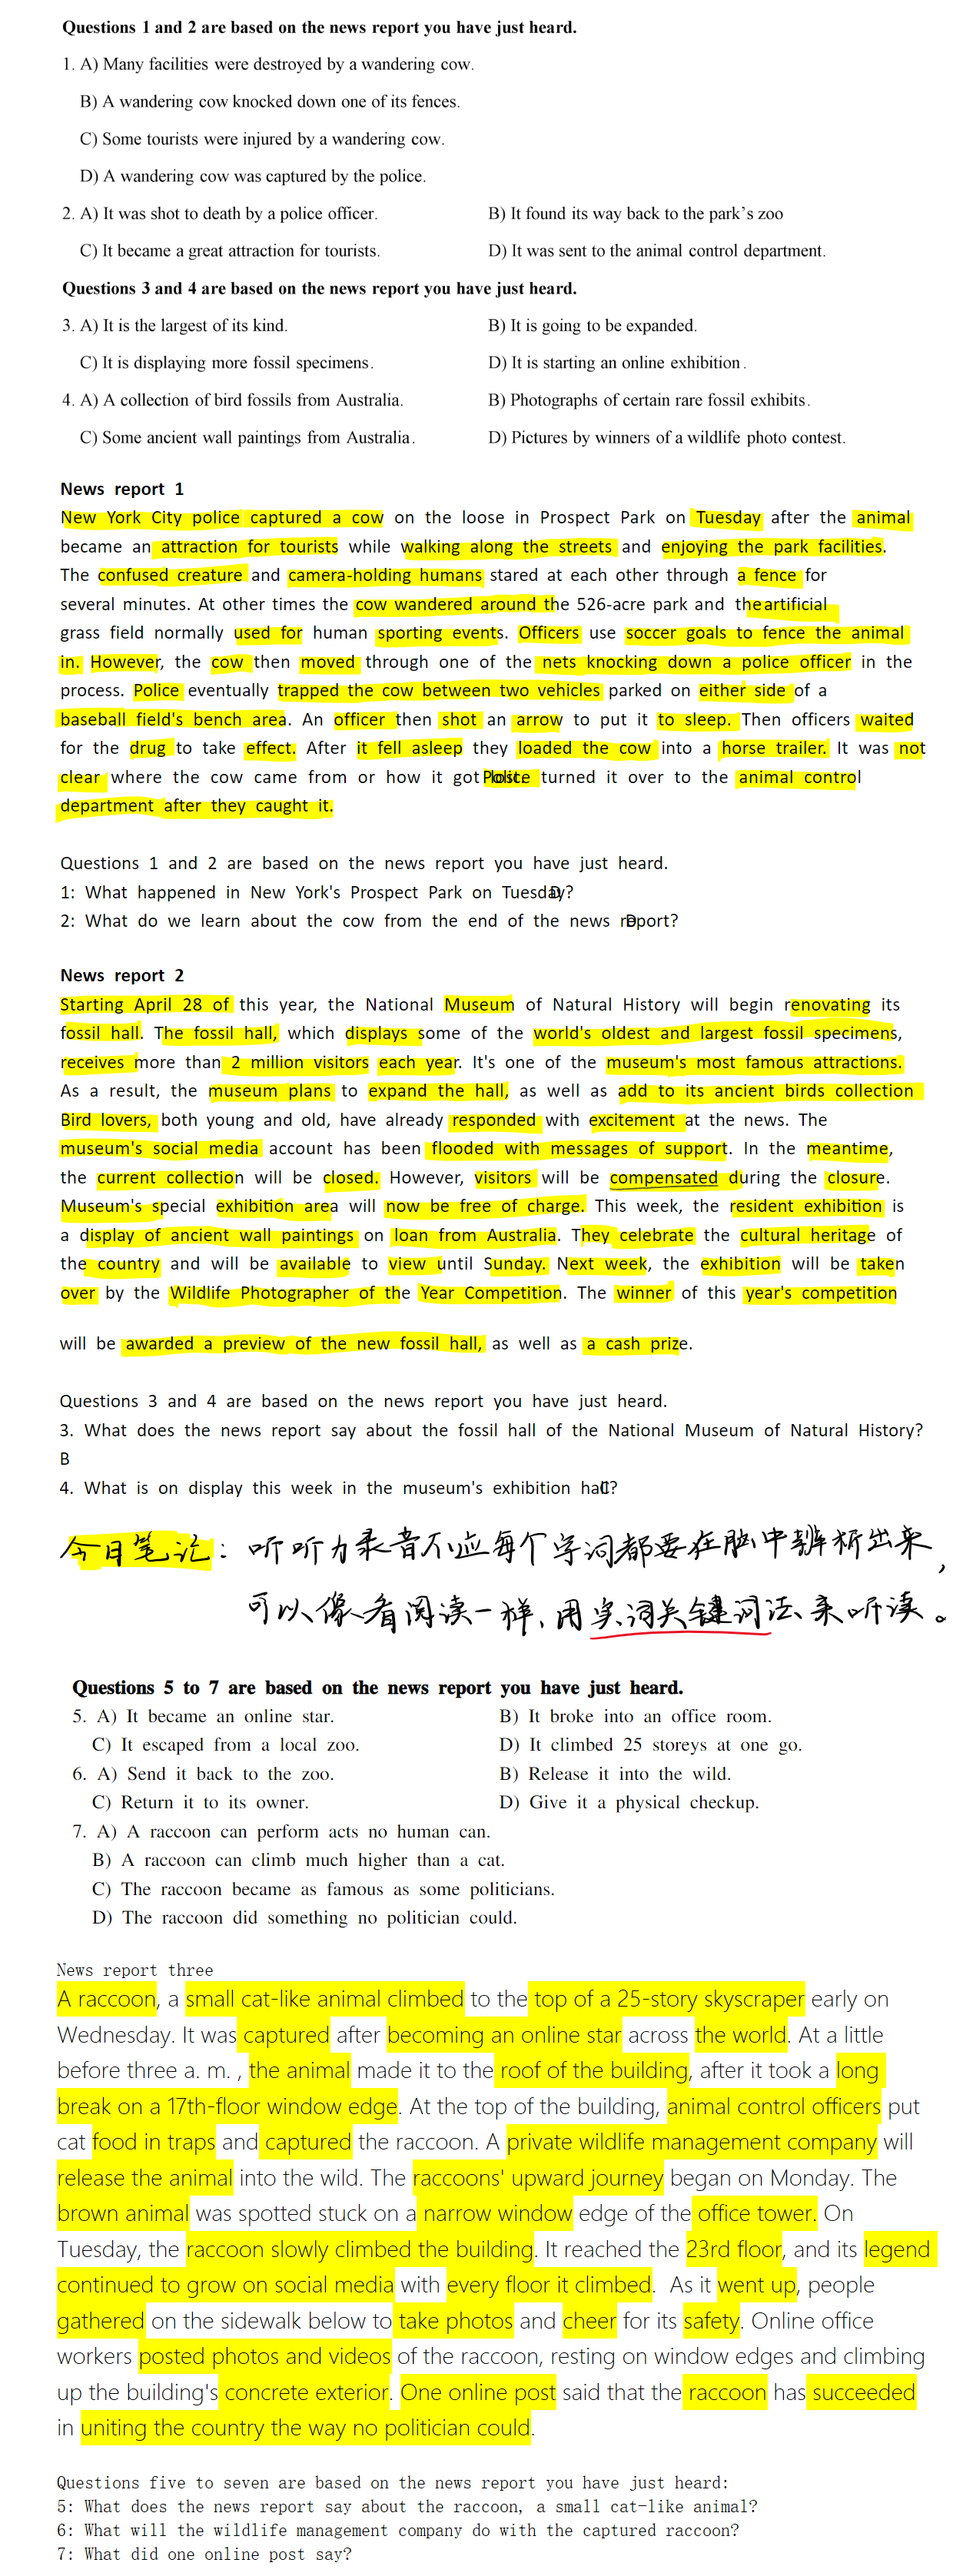 Questions 1 and 2 are based on the news report you have just heard.
1. A) Many facilities were destroyed by a wandering cow.
B) A wandering cow knocked down one of its fences.
C) Some tourists were injured by a wandering cow.
D) A wandering cow was captured by the police.
2. A) It was shot to death by a police officer. B) It found its way back to the park's zoo
C) It became a great attraction for tourists. D) It was sent to the animal control department.
Questions 3 and 4 are based on the news report you have just heard.
3. A) It is the largest of its kind. B) It is going to be expanded.
C) It is displaying more fossil specimens. D) It is starting an online exhibition.
4. A) A collection of bird fossils from Australia. B) Photographs of certain rare fossil exhibits.
C) Some ancient wall paintings from Australia. D) Pictures by winners of a wildlife photo contest.
News report 1
New York City police captured a cow on the loose in Prospect Park on Tuesday after the animal
became an attraction for tourists while walking along the streets and enjoying the park facilities.
The confused creature and camera-holding humans stared at each other through a fence for
several minutes. At other times the cow wandered around the 526-acre park and the artificial
grass field normally used for human sporting events. Officers use soccer goals to fence the animal
in. However, the cow then moved through one of the nets knocking down a police officer in the
process. Police eventually trapped the cow between two vehicles parked on either side of a
baseball field's bench area. An officer then shot an arrow to put it to sleep. Then officers waited
for the drug to take effect. After it fell asleep they loaded the cow into a horse trailer. It was not
clear where the cow came from or how it got lost. Police turned it over to the animal control
department after they caught it.
Questions 1 and 2 are based on the news report you have just heard.
1: What happened in New York's Prospect Park on Tuesday? D
2: What do we learn about the cow from the end of the news report? D
News report 2
Starting April 28 of this year, the National Museum of Natural History will begin renovating its
fossil hall. The fossil hall, which displays some of the world's oldest and largest fossil specimens,
receives more than 2 million visitors each year. It's one of the museum's most famous attractions.
As a result, the museum plans to expand the hall, as well as add to its ancient birds collection
Bird lovers, both young and old, have already responded with excitement at the news. The
museum's social media account has been flooded with messages of support. In the meantime,
the current collection will be closed. However, visitors will be compensated during the closure.
Museum's special exhibition area will now be free of charge. This week, the resident exhibition is
a display of ancient wall paintings on loan from Australia. They celebrate the cultural heritage of
the country and will be available to view until Sunday. Next week, the exhibition will be taken
over by the Wildlife Photographer of the Year Competition. The winner of this year's competition
will be awarded a preview of the new fossil hall, as well as a cash prize.
Questions 3 and 4 are based on the news report you have just heard.
3. What does the news report say about the fossil hall of the National Museum of Natural History?
B
4. What is on display this week in the museum's exhibition hall? C
今日笔记：听听力录音不应每个字词都要在脑中辨析出来，
可以像看阅读一样、用实词关键词法、来听读。
Questions 5 to 7 are based on the news report you have just heard.
5. A) It became an online star. B) It broke into an office room.
C) It escaped from a local zoo. D) It climbed 25 storeys at one go.
6. A) Send it back to the zoo. B) Release it into the wild.
C) Return it to its owner. D) Give it a physical checkup.
7. A) A raccoon can perform acts no human can.
B) A raccoon can climb much higher than a cat.
C) The raccoon became as famous as some politicians.
D) The raccoon did something no politician could.
News report three
A raccoon, a small cat-like animal climbed to the top of a 25-story skyscraper early on
Wednesday. It was captured after becoming an online star across the world. At a little
before three a. m. , the animal made it to the roof of the building, after it took a long
break on a 17th-floor window edge. At the top of the building, animal control officers put
cat food in traps and captured the raccoon. A private wildlife management company will
release the animal into the wild. The raccoons' upward journey began on Monday. The
brown animal was spotted stuck on a narrow window edge of the office tower. On
Tuesday, the raccoon slowly climbed the building. It reached the 23rd floor, and its legend
continued to grow on social media with every floor it climbed. As it went up, people
gathered on the sidewalk below to take photos and cheer for its safety. Online office
workers posted photos and videos of the raccoon, resting on window edges and climbing
up the building's concrete exterior. One online post said that the raccoon has succeeded
in uniting the country the way no politician could.
Questions five to seven are based on the news report you have just heard:
5: What does the news report say about the raccoon, a small cat-like animal?
6: What will the wildlife management company do with the captured raccoon?
7: What did one online post say?